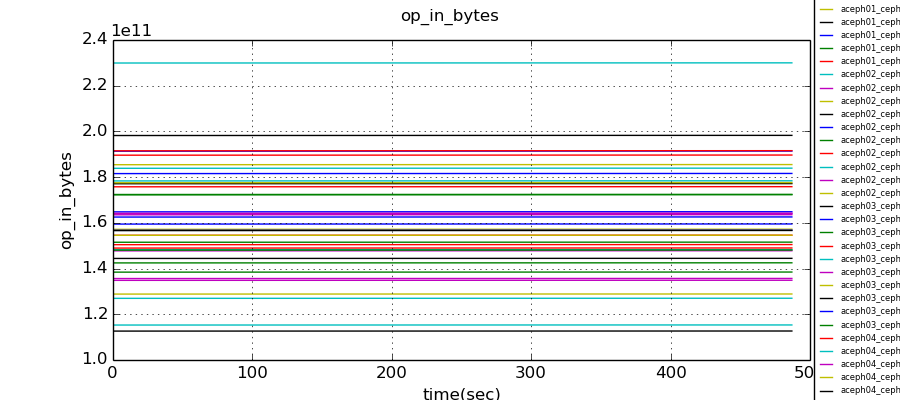 op_in_bytes
1e11
2.4
2.2
2.0
1.8
1.6
1.4
1.2
1.0
op_in_bytes
0
100
200
300
400
50
time(sec)
aceph01_ceph
aceph01_ceph
aceph01_ceph
aceph01_ceph
aceph01_ceph
aceph02_ceph
aceph02_ceph
aceph02_ceph
aceph02_ceph
aceph02_ceph
aceph02_ceph
aceph02_ceph
aceph02_ceph
aceph02_ceph
aceph02_ceph
aceph03_ceph
aceph03_ceph
aceph03_ceph
aceph03_ceph
aceph03_ceph
aceph03_ceph
aceph03_ceph
aceph03_ceph
aceph03_ceph
aceph03_ceph
aceph04_ceph
aceph04_ceph
aceph04_ceph
aceph04_ceph
aceph04_ceph